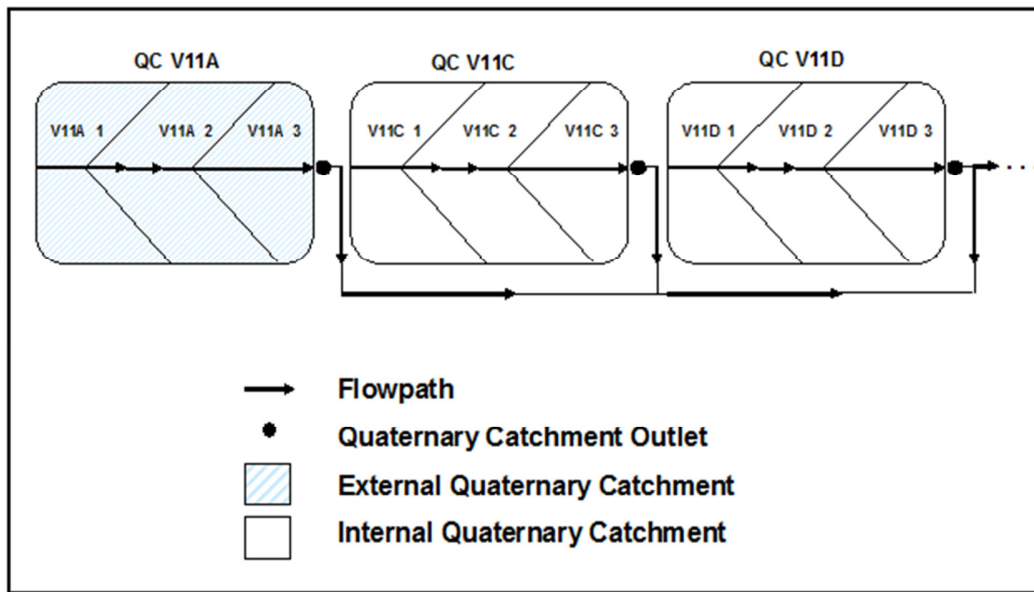 QC V11A
QC V11C
QC V11D
V11A 1
V11A 2
V11A 3
V11C 1
V11C 2
V11C 3
V11D 1
V11D 2
V11D 3
. . .
Flowpath
Quaternary Catchment Outlet
External Quaternary Catchment
Internal Quaternary Catchment